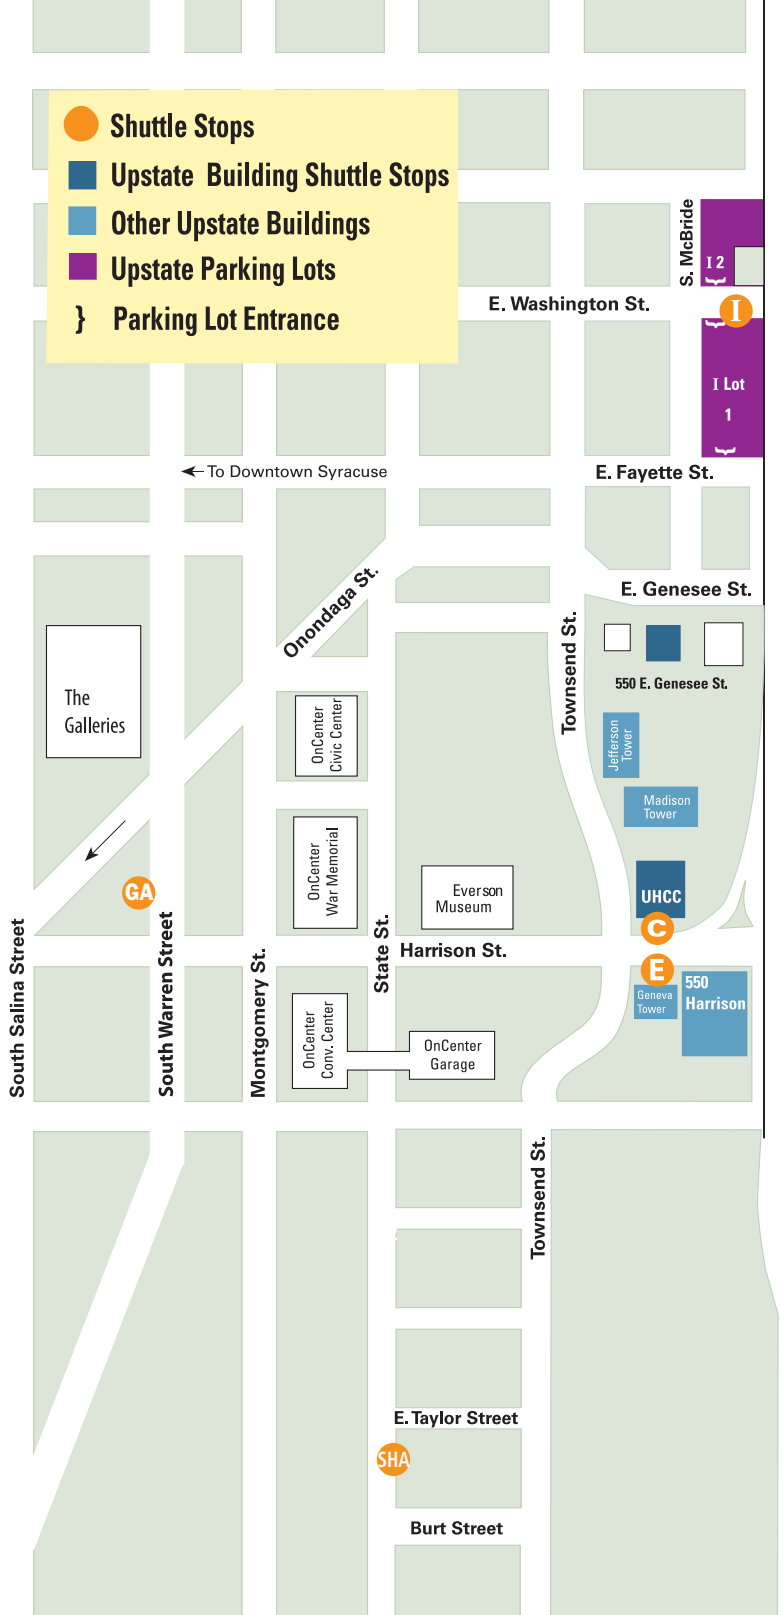 Shuttle Stops
Upstate Building Shuttle Stops
Other Upstate Buildings
Upstate Parking Lots
} Parking Lot Entrance
S. McBride
I 2
E. Washington St.
I
I Lot
1
To Downtown Syracuse
E. Fayette St.
Onondaga St.
E. Genesee St.
Townsend St.
550 E. Genesee St.
The
Galleries
OnCenter
Civic Center
Jefferson
Tower
Madison
Tower
OnCenter
War Memorial
Everson
Museum
UHCC
GA
C
South Salina Street
South Warren Street
Montgomery St.
State St.
Harrison St.
E
Geneva
Tower
550
Harrison
OnCenter
Conv. Center
OnCenter
Garage
Townsend St.
E. Taylor Street
SHA
Burt Street